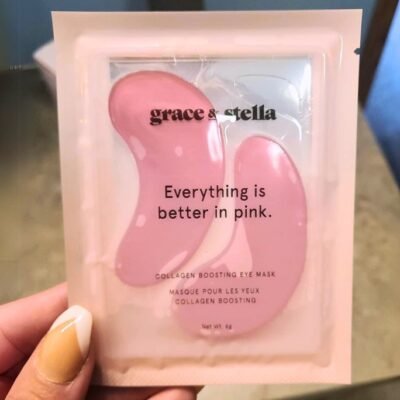 grace & stella
Everything is
better in pink.
COLLAGEN BOOSTING EYE MASK
MASQUE POUR LES YEUX
COLLAGEN BOOSTING
Net Wt. 6g